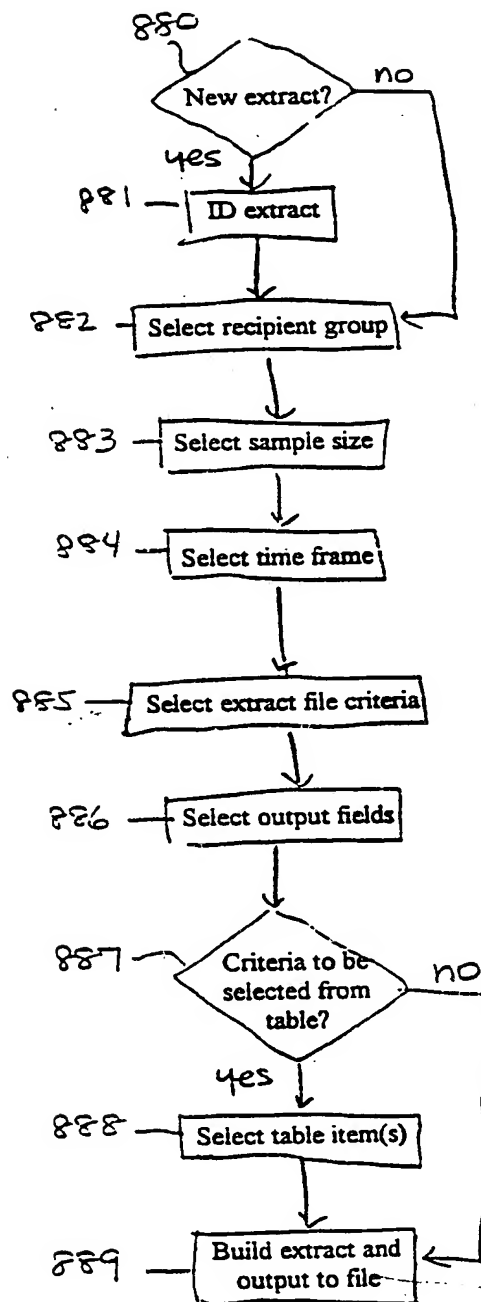 880
New extract?
no
yes
881
ID extract
882
Select recipient group
883
Select sample size
884
Select time frame
885
Select extract file criteria
886
Select output fields
887
Criteria to be
selected from
table?
no
yes
888
Select table item(s)
889
Build extract and
output to file